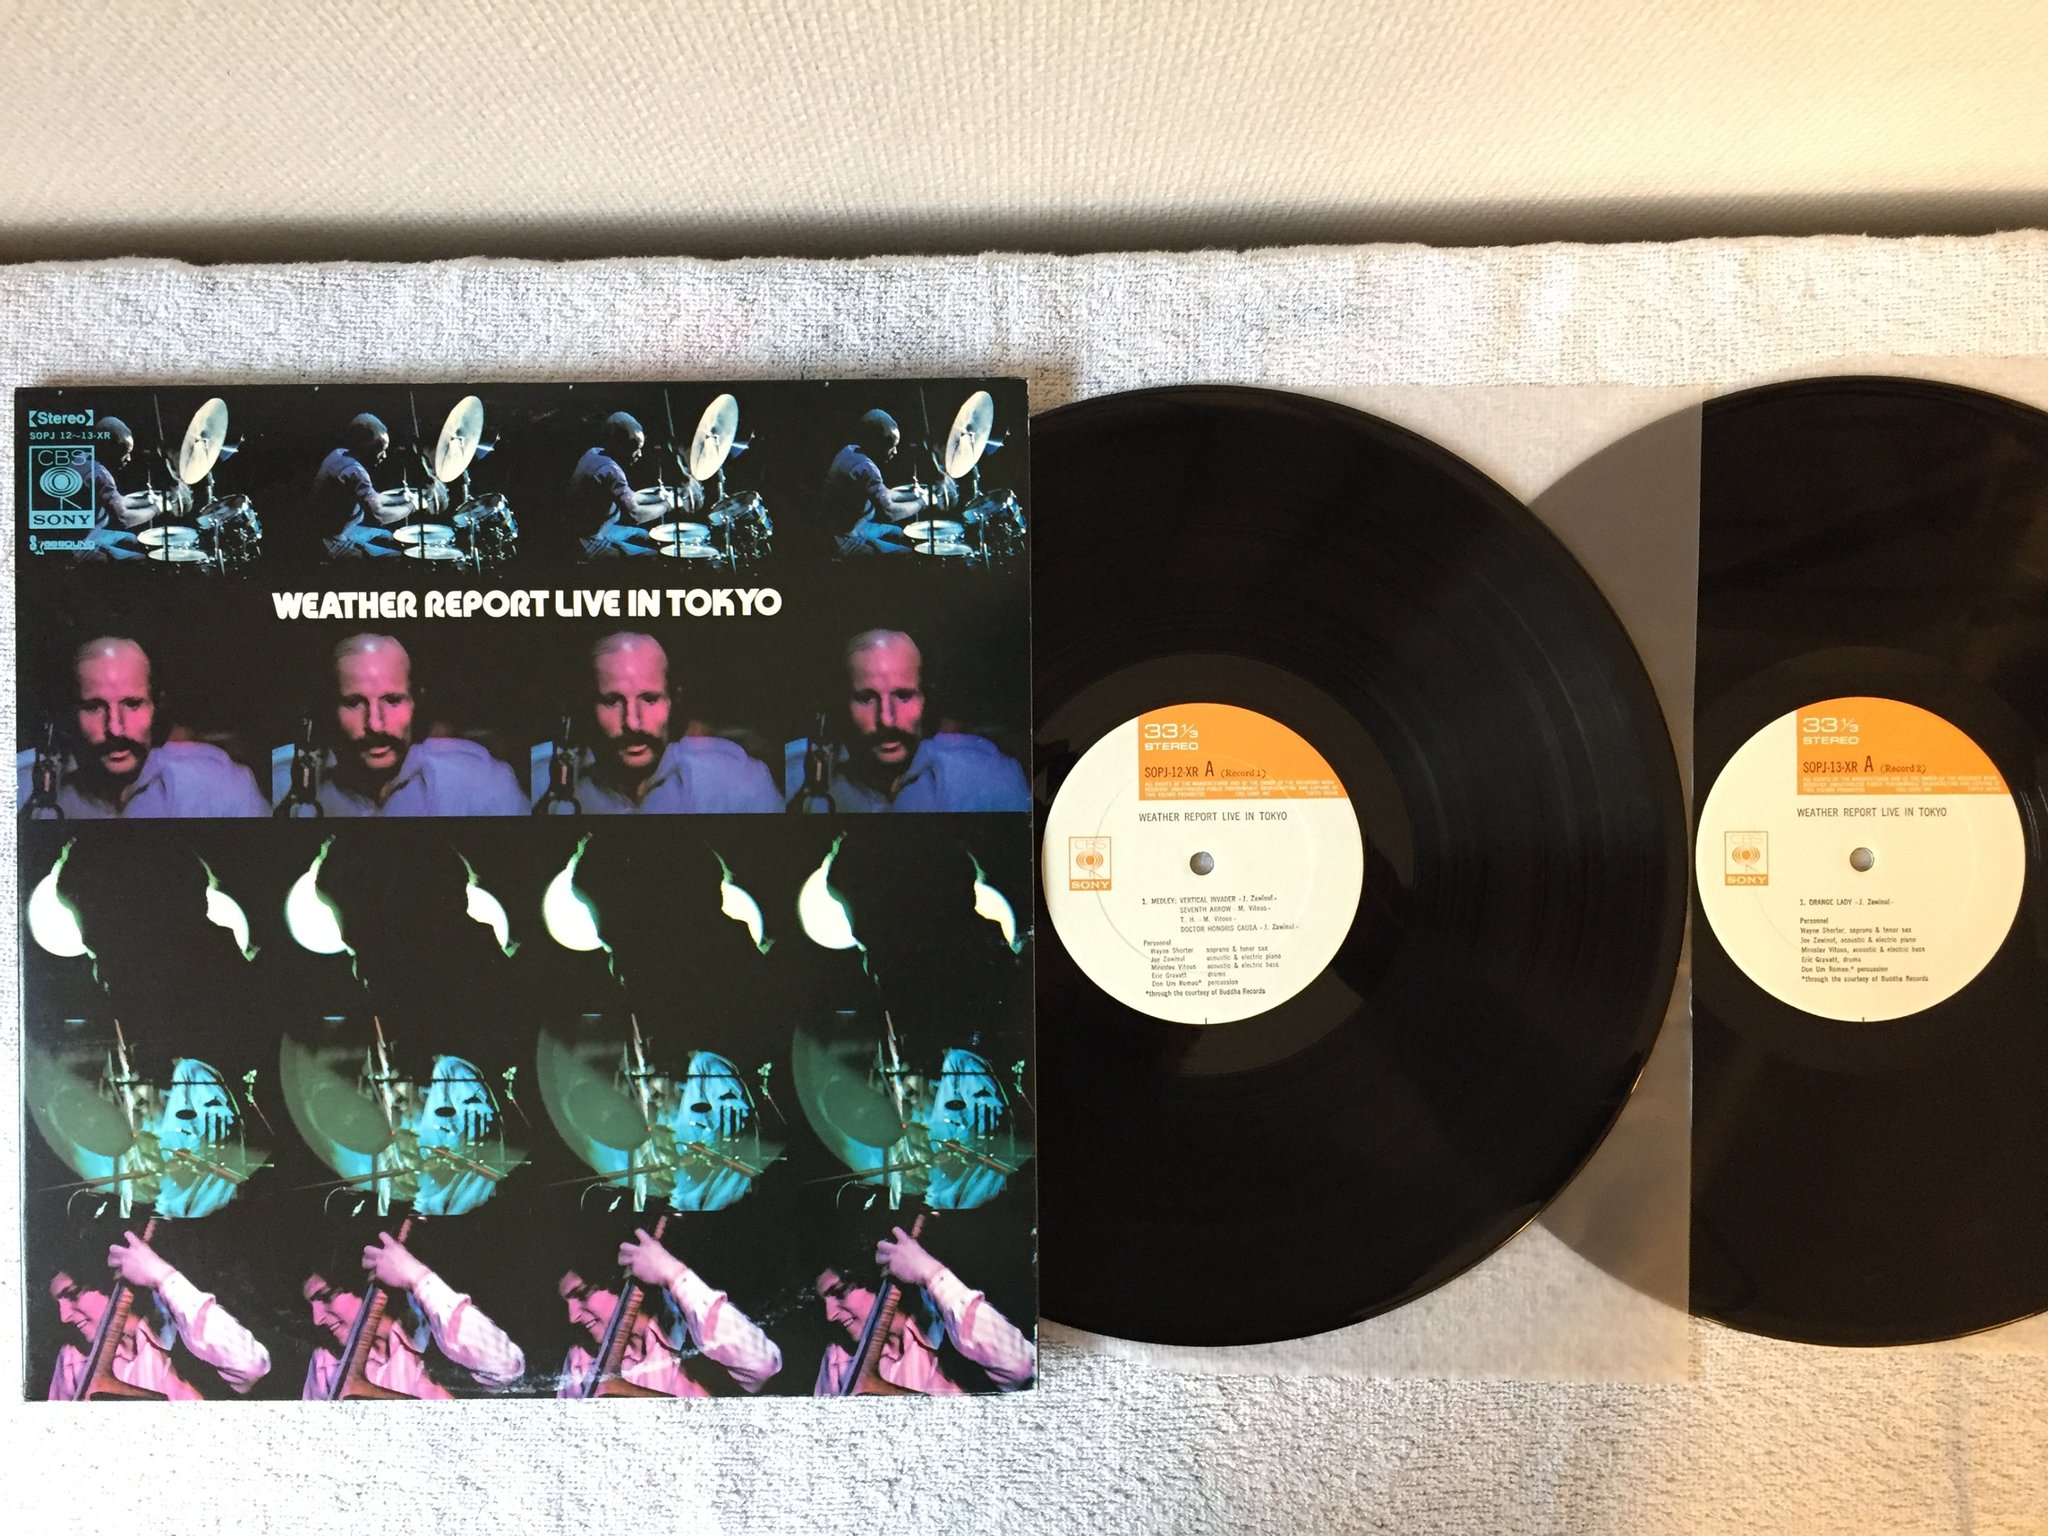 【Stereo】
SOPJ 12~13-XR
CBS
SONY
WEATHER REPORT LIVE IN TOKYO
33 1/3
STEREO
SOPJ-12-XR A (Record 1)
WEATHER REPORT LIVE IN TOKYO
CBS
SONY
1. MEDLEY; VERTICAL INVADER - J. Zawinul -
SEVENTH ARROW - M. Vitous -
T. H. - M. Vitous -
DOCTOR HONORIS CAUSA - J. Zawinul -
Personnel
Wayne Shorter soprano & tenor sax
Joe Zawinul acoustic & electric piano
Miroslav Vitous acoustic & electric bass
Eric Gravatt drums
Don Um Romao* percussion
*through the courtesy of Buddha Records
33 1/3
STEREO
SOPJ-13-XR A (Record 2)
WEATHER REPORT LIVE IN TOKYO
CBS
SONY
1. ORANGE LADY - J. Zawinul -
Personnel
Wayne Shorter, soprano & tenor sax
Joe Zawinul, acoustic & electric piano
Miroslav Vitous, acoustic & electric bass
Eric Gravatt, drums
Don Um Romao,* percussion
*through the courtesy of Buddha Records